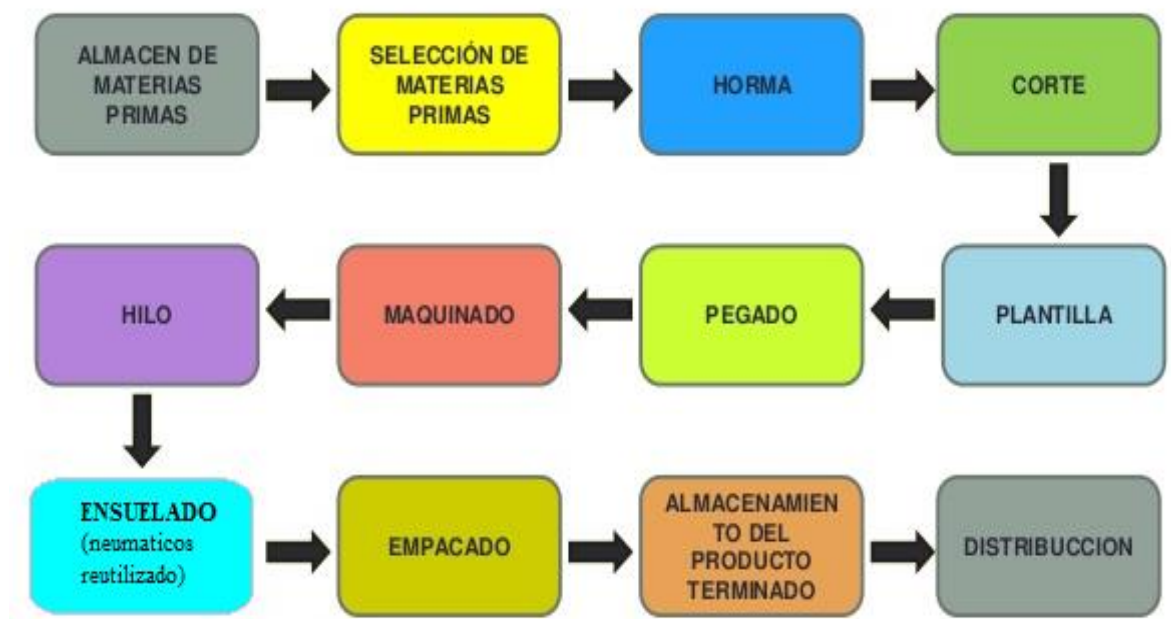 ALMACEN DE
MATERIAS
PRIMAS
SELECCIÓN DE
MATERIAS
PRIMAS
HORMA
CORTE
PLANTILLA
PEGADO
MAQUINADO
HILO
ENSUELADO
(neumaticos
reutilizado)
EMPACADO
ALMACENAMIEN
TO DEL
PRODUCTO
TERMINADO
DISTRIBUCCION